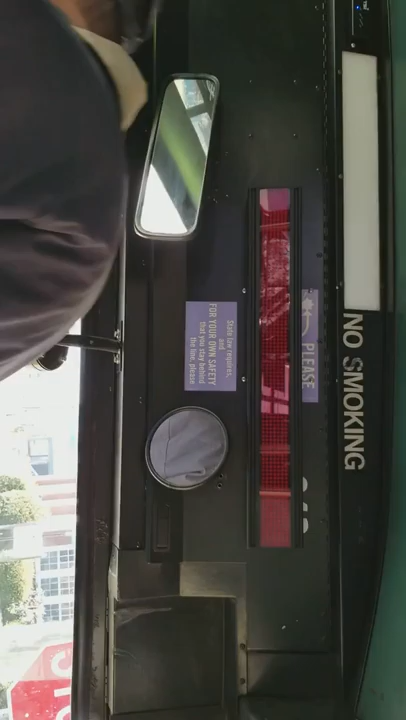 NO SMOKING
PLEASE
State law requires,
and
FOR YOUR OWN SAFETY
that you stay behind
the line, please